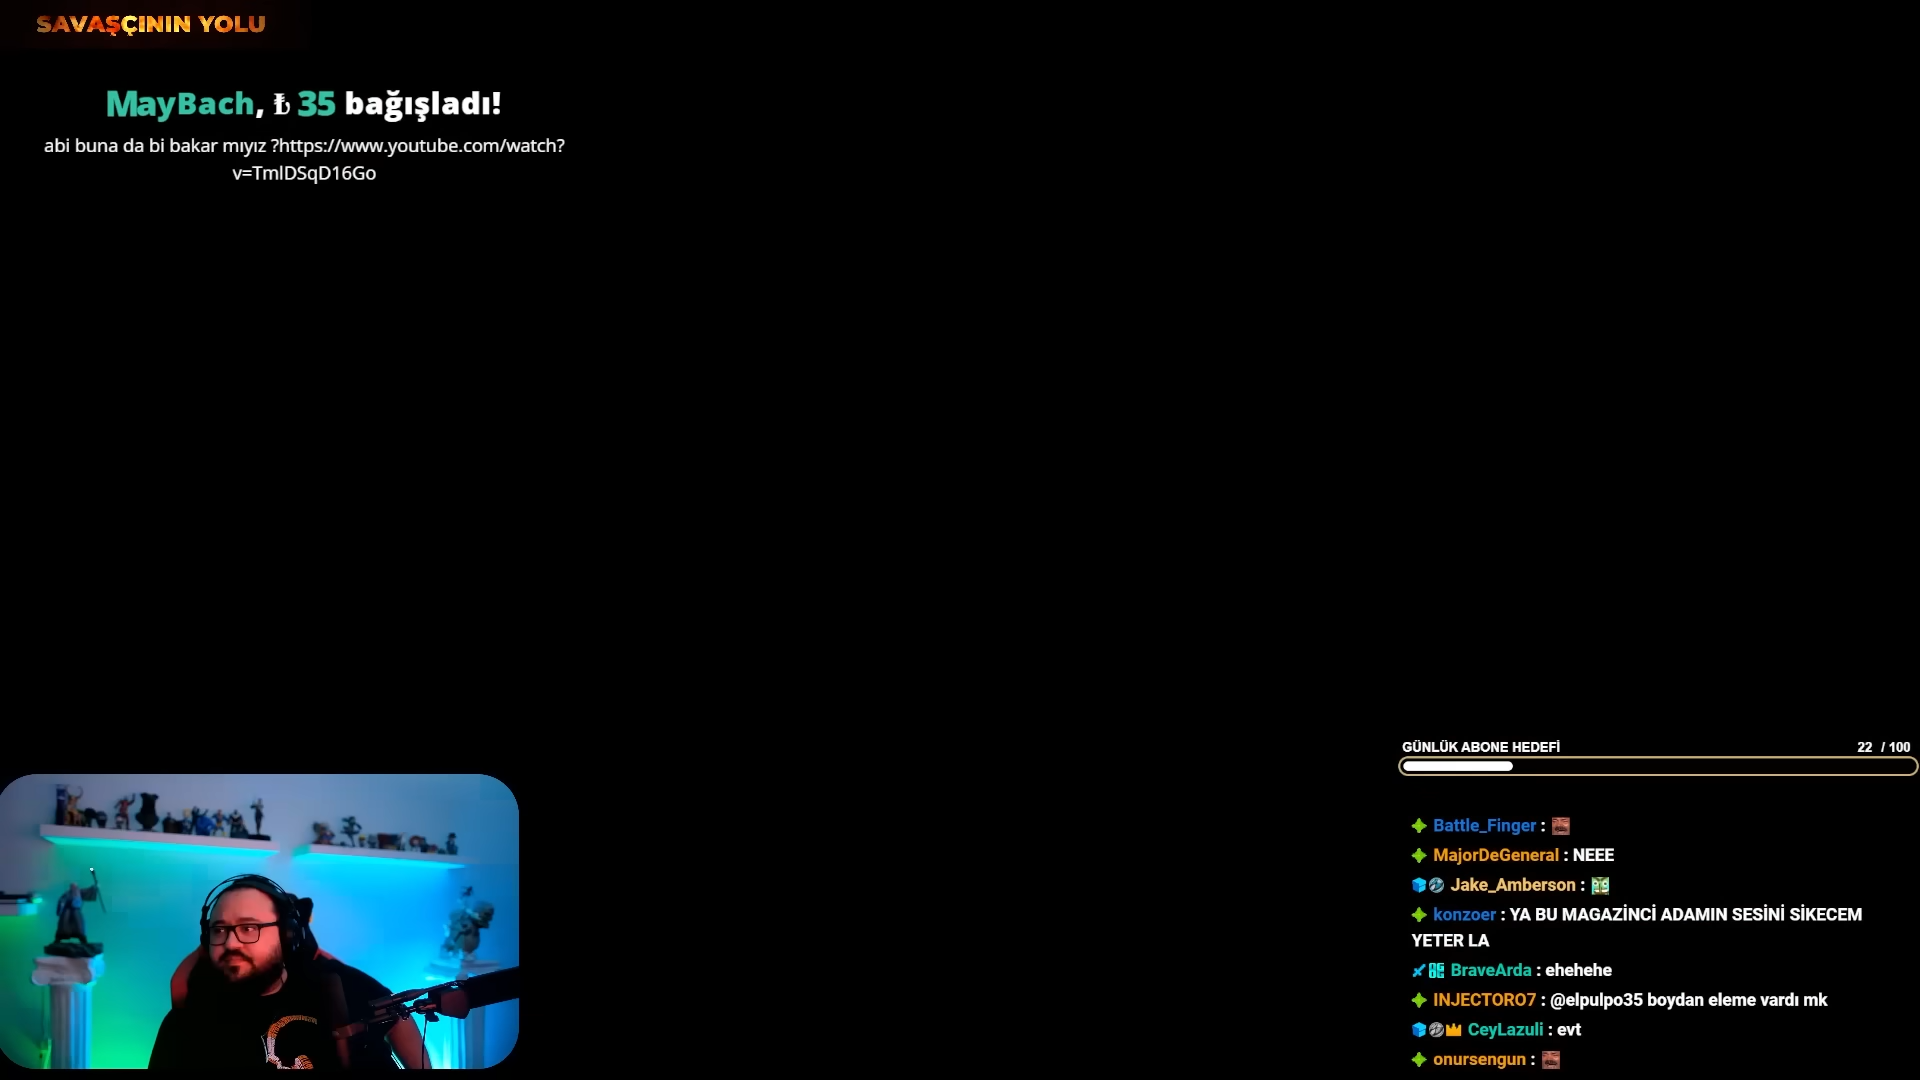 SAVAŞÇININ YOLU
MayBach, ₺ 35 bağışladı!
abi buna da bi bakar mıyız ?https://www.youtube.com/watch?
v=TmlDSqD16Go
GÜNLÜK ABONE HEDEFİ 22 / 100
Battle_Finger :
MajorDeGeneral : NEEE
Jake_Amberson :
konzoer : YA BU MAGAZİNCİ ADAMIN SESİNİ SİKECEM
YETER LA
BraveArda : ehehehe
INJECTORO7 : @elpulpo35 boydan eleme vardı mk
CeyLazuli : evt
onursengun :